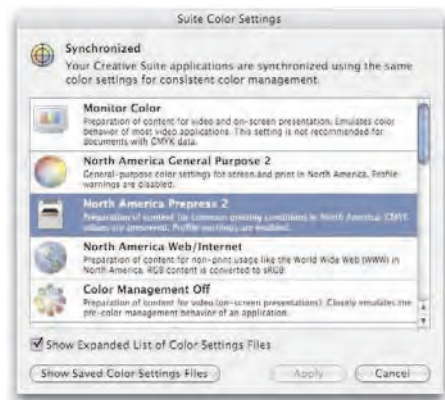 Suite Color Settings
Synchronized
Your Creative Suite applications are synchronized using the same
color settings for consistent color management.
Monitor Color
Preparation of content for video and on-screen presentation. Emulates color
behavior of most video applications. This setting is not recommended for
documents with CMYK data.
North America General Purpose 2
General-purpose color settings for screen and print in North America. Profile
warnings are disabled.
North America Prepress 2
Preparation of content for common printing conditions in North America. CMYK
values are preserved. Profile warnings are enabled.
North America Web/Internet
Preparation of content for non-print usage like the World Wide Web (WWW) in
North America. RGB content is converted to sRGB.
Color Management Off
Preparation of content for video (on-screen presentations). Closely emulates the
pre-color management behavior of an application.
Show Expanded List of Color Settings Files
Show Saved Color Settings Files
Apply
Cancel